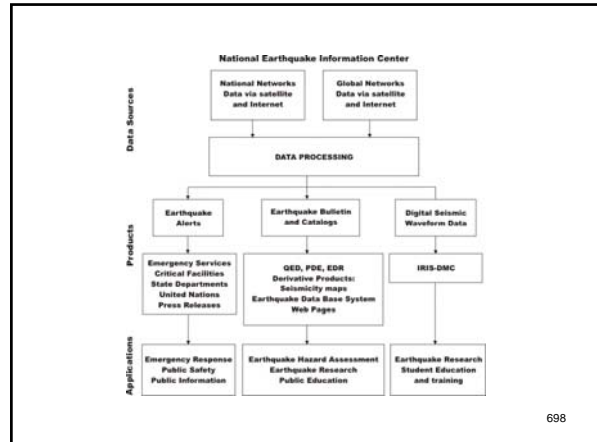 National Earthquake Information Center
Data Sources
National Networks
Data via satellite
and Internet
Global Networks
Data via satellite
and Internet
DATA PROCESSING
Products
Earthquake
Alerts
Earthquake Bulletin
and Catalogs
Digital Seismic
Waveform Data
Emergency Services
Critical Facilities
State Departments
United Nations
Press Releases
QED, PDE, EDR
Derivative Products:
Seismicity maps
Earthquake Data Base System
Web Pages
IRIS-DMC
Applications
Emergency Response
Public Safety
Public Information
Earthquake Hazard Assessment
Earthquake Research
Public Education
Earthquake Research
Student Education
and training
698